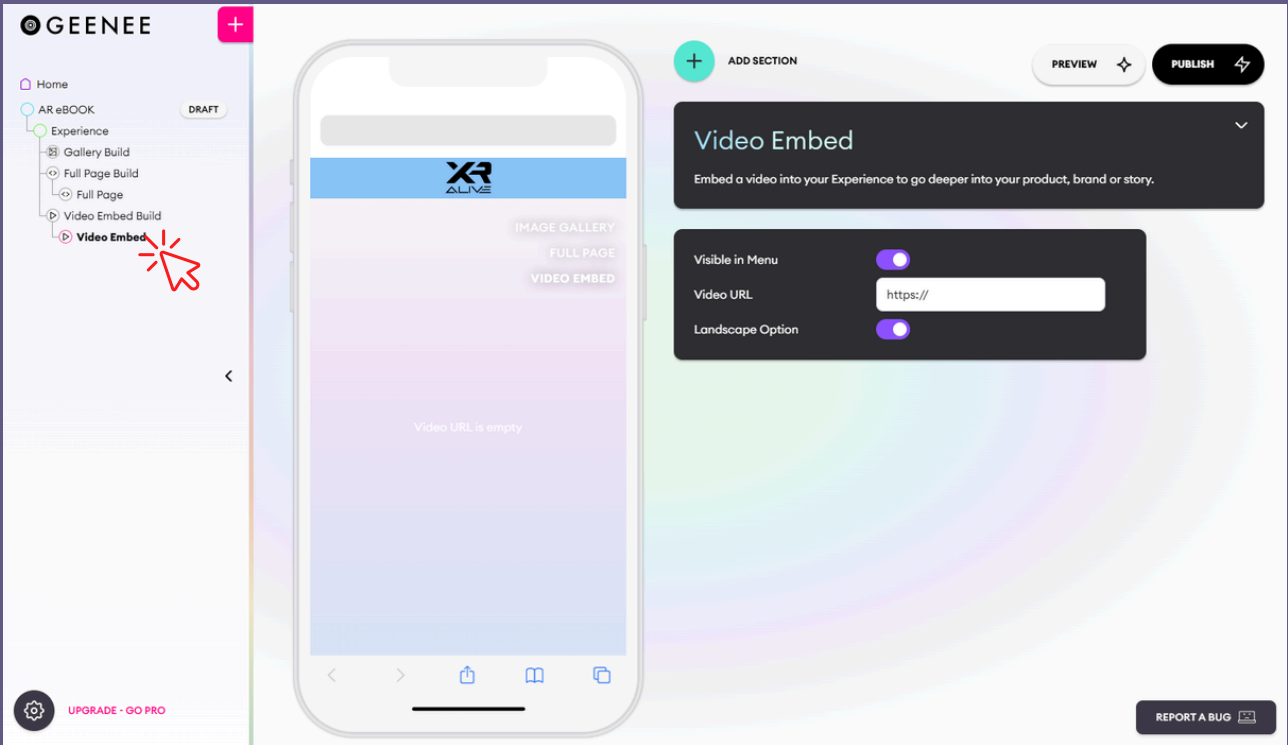 GEENEE
Home
AR eBOOK
DRAFT
Experience
Gallery Build
Full Page Build
Full Page
Video Embed Build
Video Embed
UPGRADE - GO PRO
XR
ALIVE
IMAGE GALLERY
FULL PAGE
VIDEO EMBED
Video URL is empty
ADD SECTION
PREVIEW
PUBLISH
Video Embed
Embed a video into your Experience to go deeper into your product, brand or story.
Visible in Menu
Video URL
https://
Landscape Option
REPORT A BUG